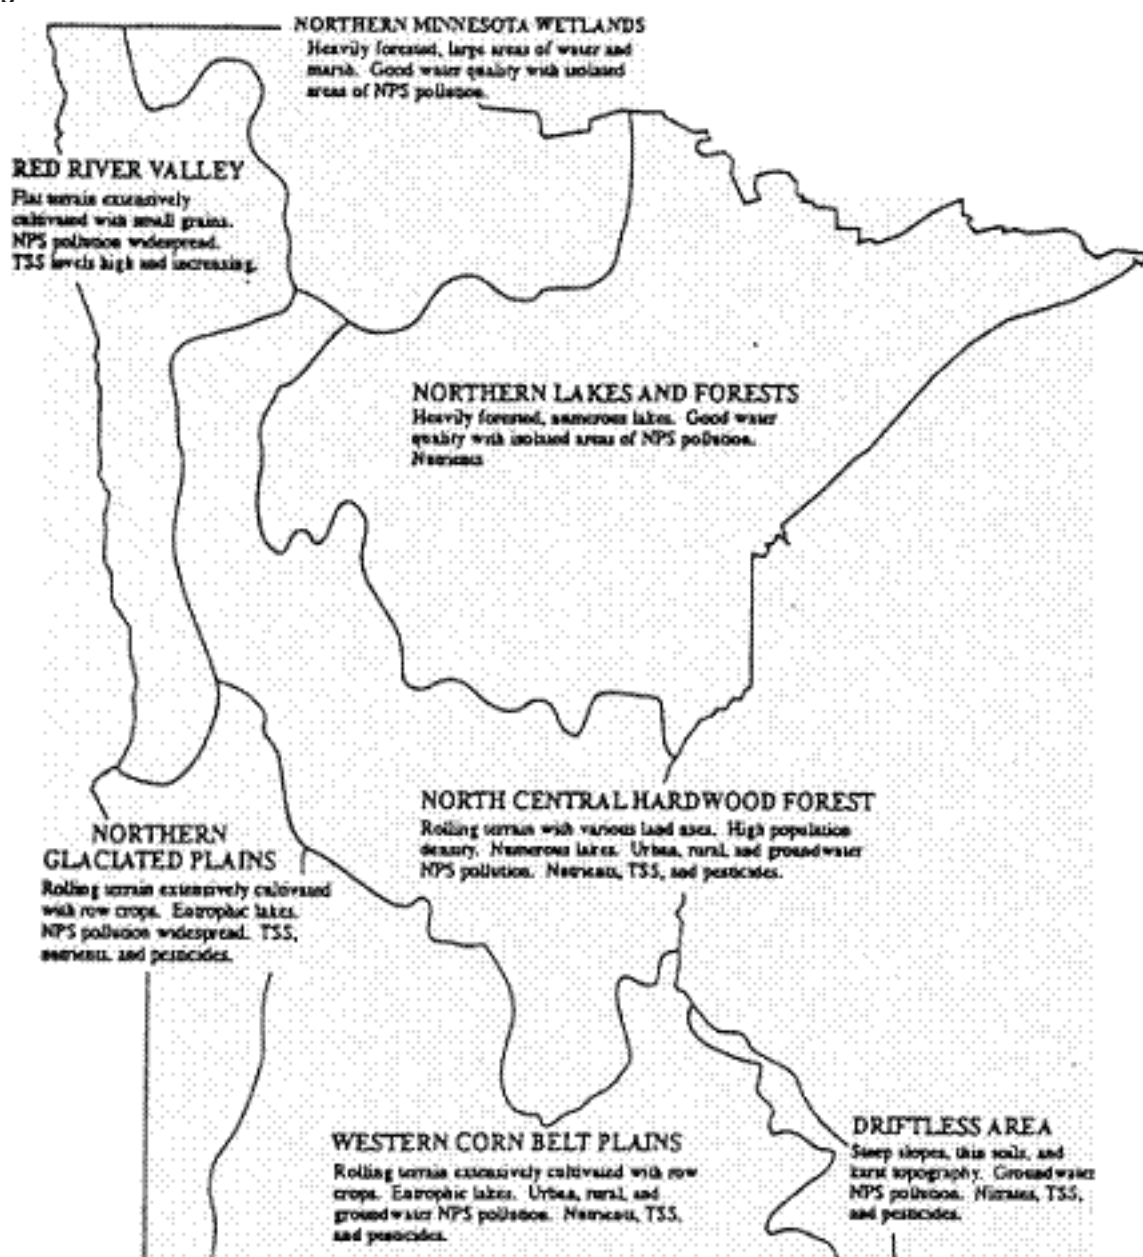 NORTHERN MINNESOTA WETLANDS
Heavily forested, large areas of water and
marsh. Good water quality with isolated
areas of NPS pollution.
RED RIVER VALLEY
Flat terrain extensively
cultivated with small grains.
NPS pollution widespread.
TSS levels high and increasing.
NORTHERN LAKES AND FORESTS
Heavily forested, numerous lakes. Good water
quality with isolated areas of NPS pollution.
Nutrients
NORTH CENTRAL HARDWOOD FOREST
Rolling terrain with various land uses. High population
density. Numerous lakes. Urban, rural, and groundwater
NPS pollution. Nutrients, TSS, and pesticides.
NORTHERN
GLACIATED PLAINS
Rolling terrain extensively cultivated
with row crops. Eutrophic lakes.
NPS pollution widespread. TSS,
nutrients, and pesticides.
WESTERN CORN BELT PLAINS
Rolling terrain extensively cultivated with row
crops. Eutrophic lakes. Urban, rural, and
groundwater NPS pollution. Nutrients, TSS,
and pesticides.
DRIFTLESS AREA
Steep slopes, thin soils, and
karst topography. Groundwater
NPS pollution. Nitrates, TSS,
and pesticides.